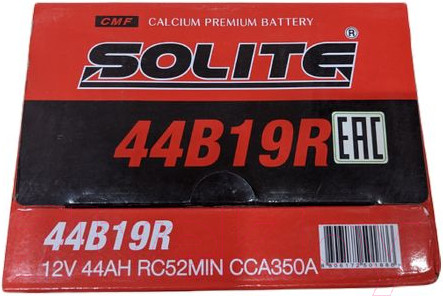 CMF CALCIUM PREMIUM BATTERY
SOLITE®
44B19R EAC
44B19R
12V 44AH RC52MIN CCA350A